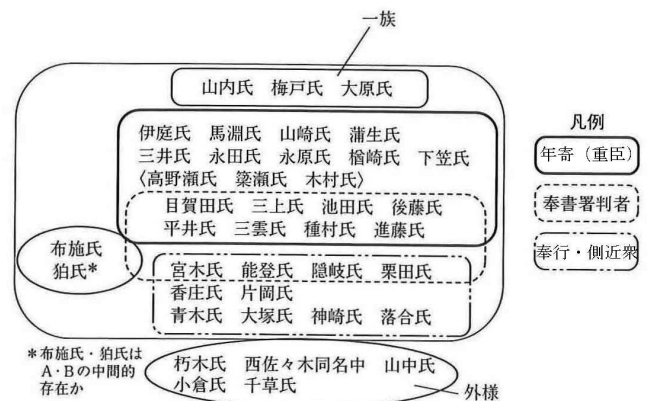 一族
山内氏 梅戸氏 大原氏
伊庭氏 馬淵氏 山崎氏 蒲生氏
三井氏 永田氏 永原氏 楢崎氏 下笠氏
〈高野瀬氏 簗瀬氏 木村氏〉
目賀田氏 三上氏 池田氏 後藤氏
平井氏 三雲氏 種村氏 進藤氏
布施氏
狛氏*
宮木氏 能登氏 隠岐氏 栗田氏
香庄氏 片岡氏
青木氏 大塚氏 神崎氏 落合氏
*布施氏・狛氏は
A・Bの中間的
存在か
朽木氏 西佐々木同名中 山中氏
小倉氏 千草氏
外様
凡例
年寄(重臣)
奉書署判者
奉行・側近衆